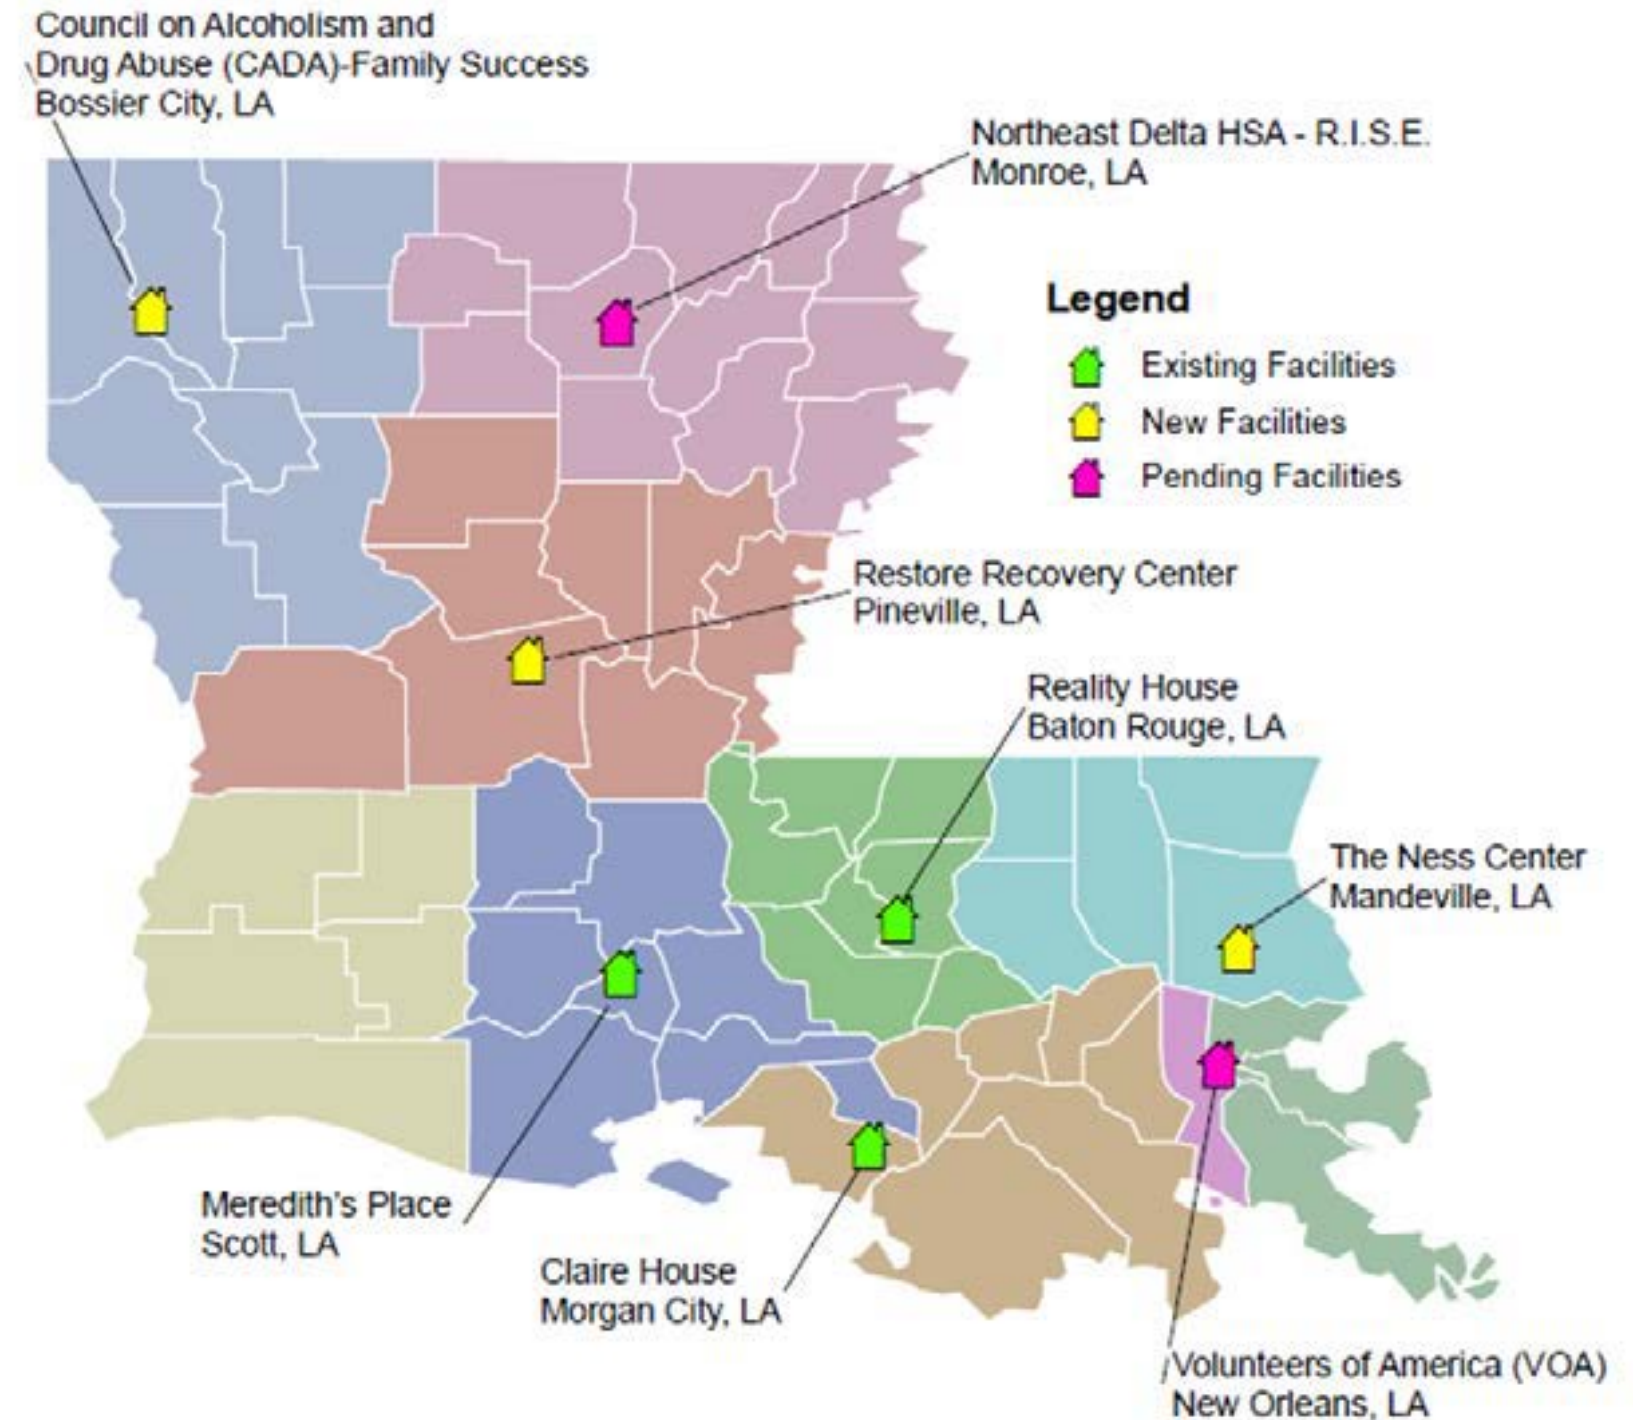 Council on Alcoholism and
Drug Abuse (CADA)-Family Success
Bossier City, LA
Northeast Delta HSA - R.I.S.E.
Monroe, LA
Legend
Existing Facilities
New Facilities
Pending Facilities
Restore Recovery Center
Pineville, LA
Reality House
Baton Rouge, LA
The Ness Center
Mandeville, LA
Meredith's Place
Scott, LA
Claire House
Morgan City, LA
Volunteers of America (VOA)
New Orleans, LA